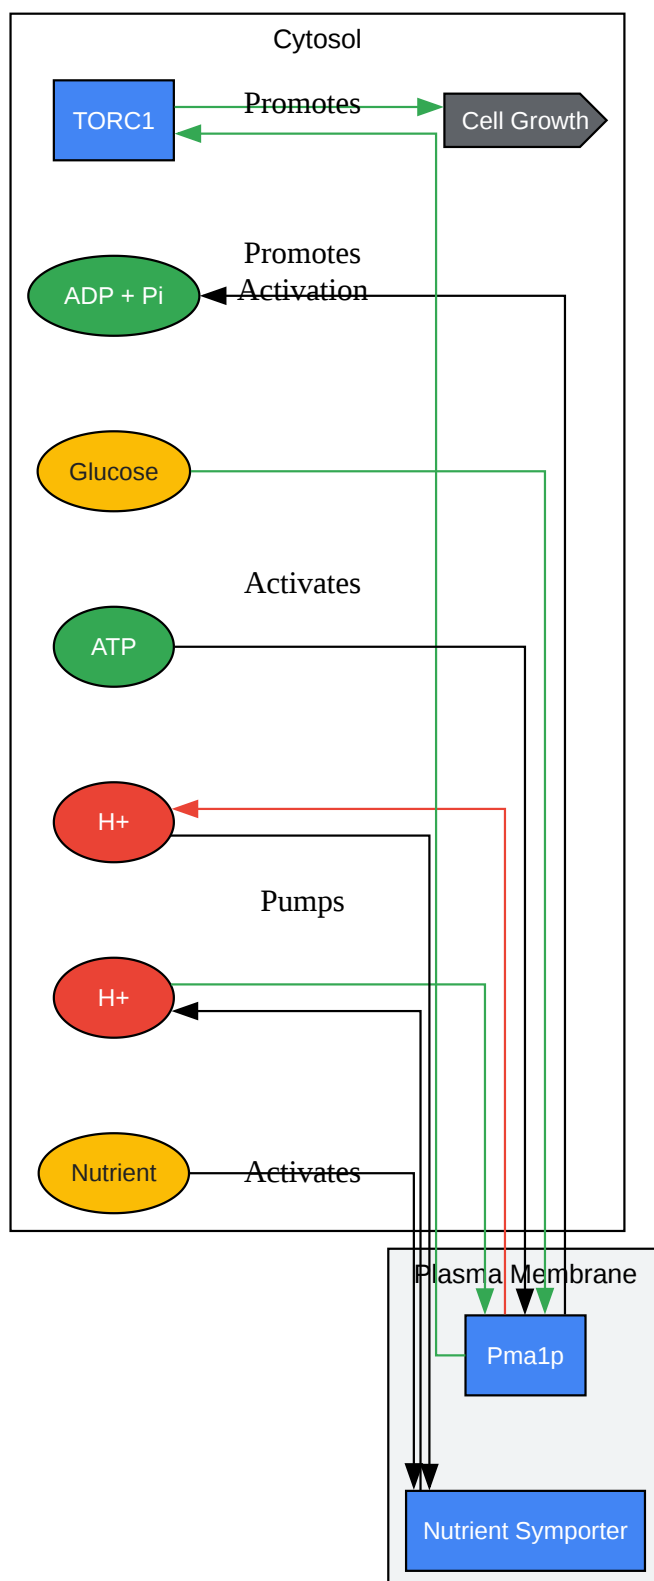 Cytosol
TORC1
Promotes
Cell Growth
Promotes
Activation
ADP + Pi
Glucose
Activates
ATP
H+
Pumps
H+
Nutrient
Activates
Plasma Membrane
Pma1p
Nutrient Symporter